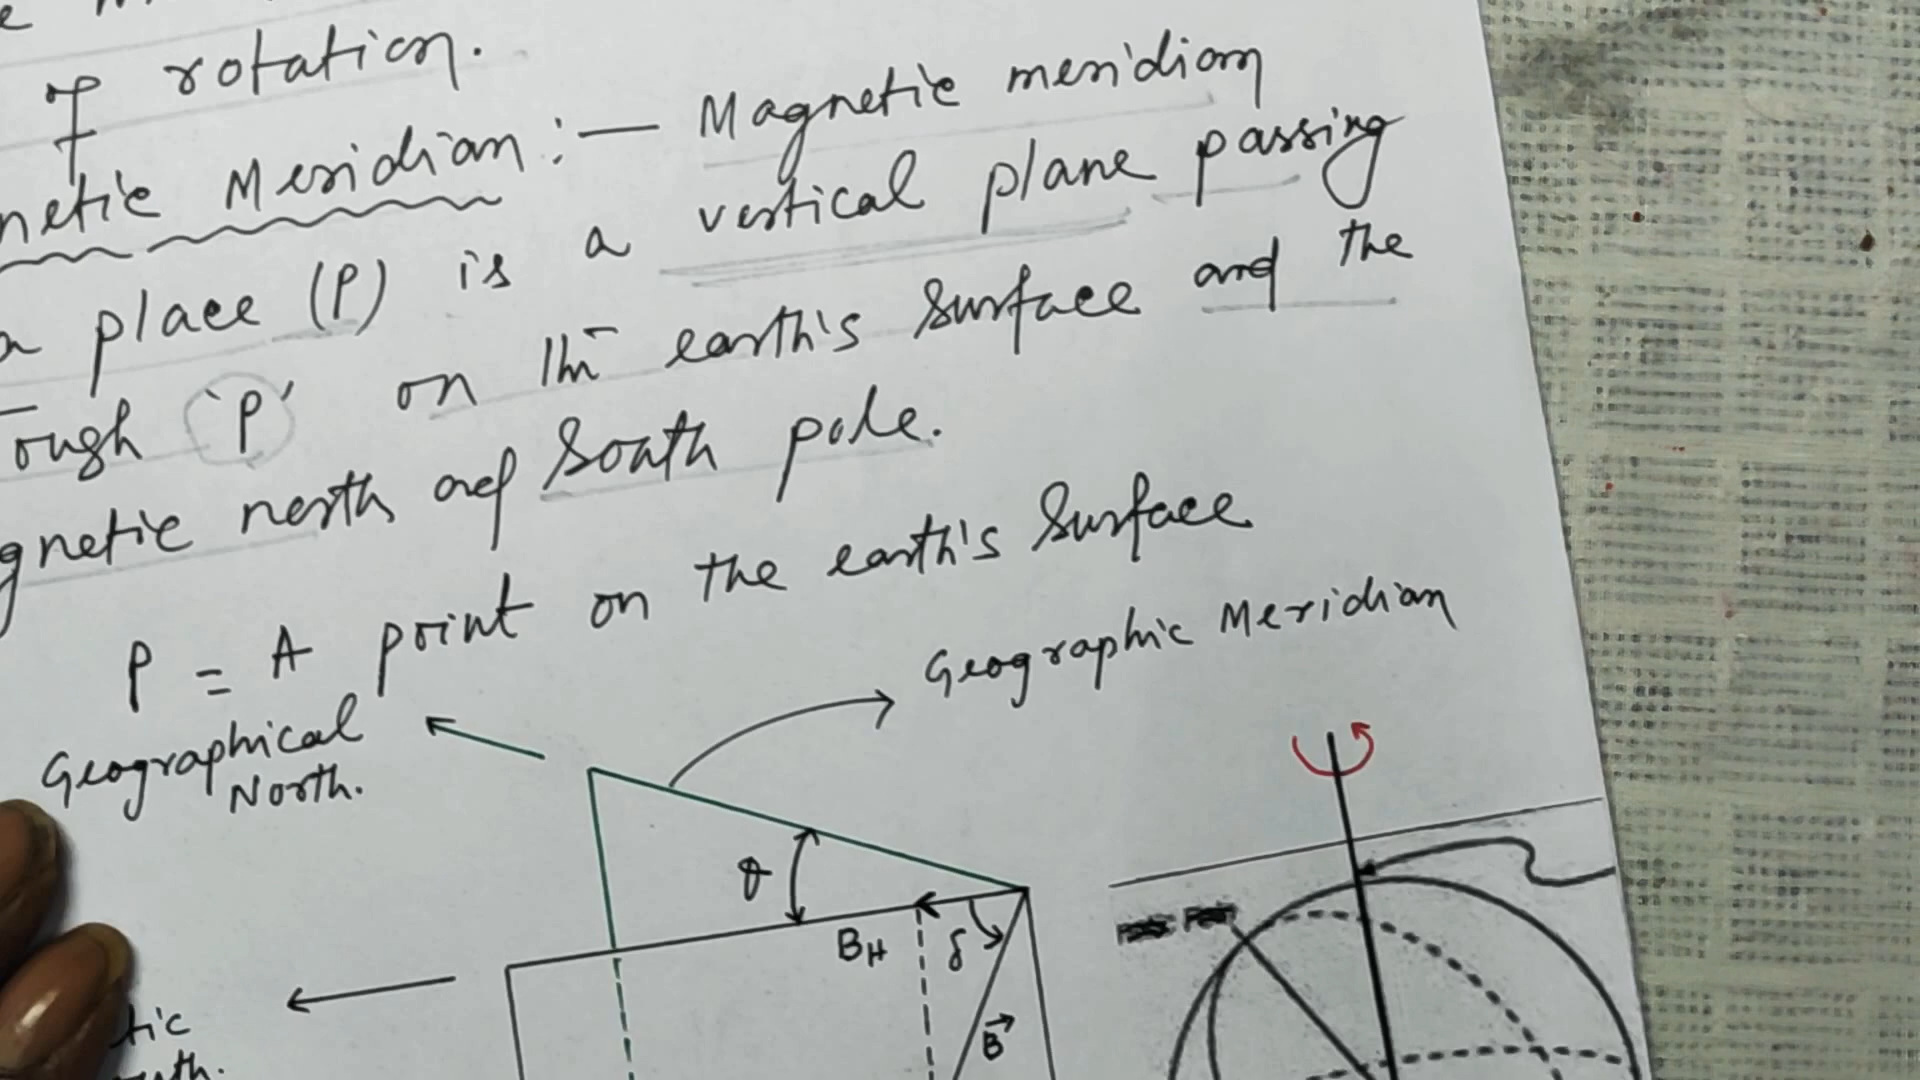 of rotation.
netic Meridian :— Magnetic meridian
a place (P) is a vertical plane passing
ough 'P' on the earth's surface and the
gnetic north and South pole.
P = A point on the earth's Surface
Geographic Meridian
Geographical
North.
θ
BH
δ
B
tic